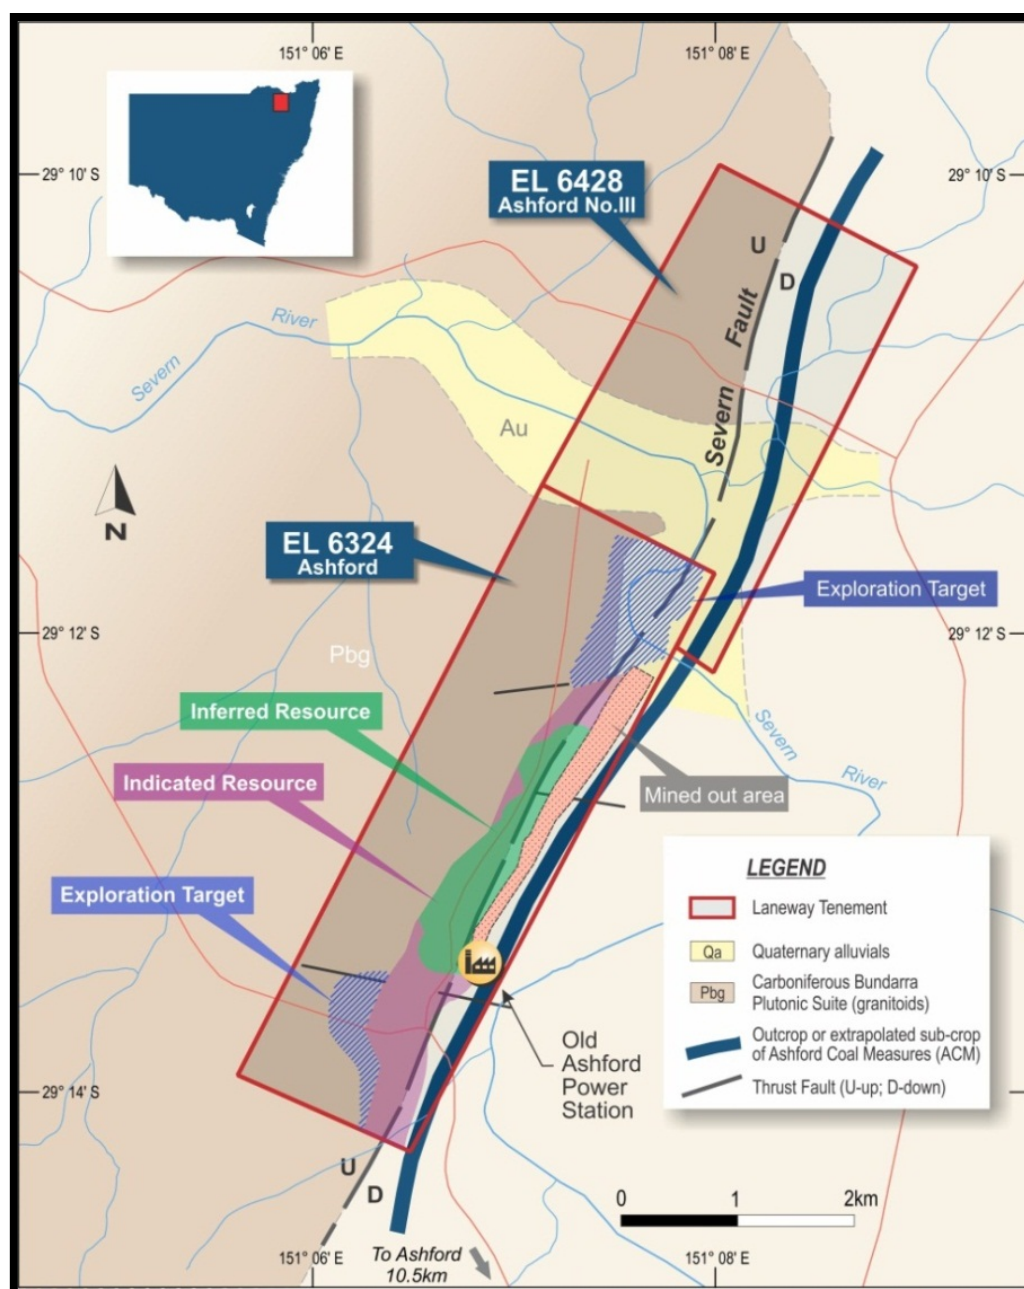 151° 06' E
151° 08' E
29° 10' S
29° 10' S
EL 6428
Ashford No.III
U
D
Severn Fault
Severn River
Au
N
EL 6324
Ashford
Exploration Target
29° 12' S
29° 12' S
Pbg
Inferred Resource
Severn River
Indicated Resource
Mined out area
Exploration Target
LEGEND
Laneway Tenement
Qa
Quaternary alluvials
Pbg
Carboniferous Bundarra
Plutonic Suite (granitoids)
Outcrop or extrapolated sub-crop
of Ashford Coal Measures (ACM)
Thrust Fault (U-up; D-down)
Old
Ashford
Power
Station
29° 14' S
U
D
0 1 2km
To Ashford
10.5km
151° 06' E
151° 08' E